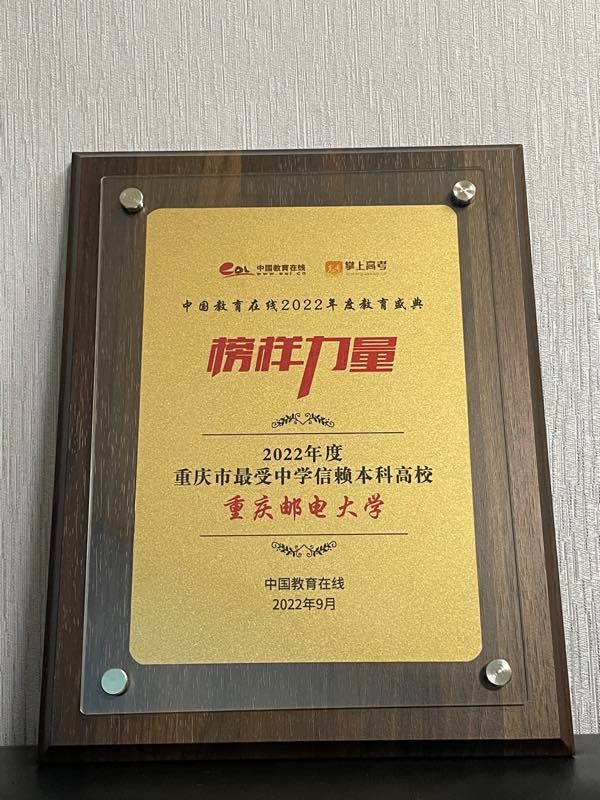 eol 中国教育在线 掌上高考
www.eol.cn
中国教育在线2022年度教育盛典
榜样力量
2022年度
重庆市最受中学信赖本科高校
重庆邮电大学
中国教育在线
2022年9月